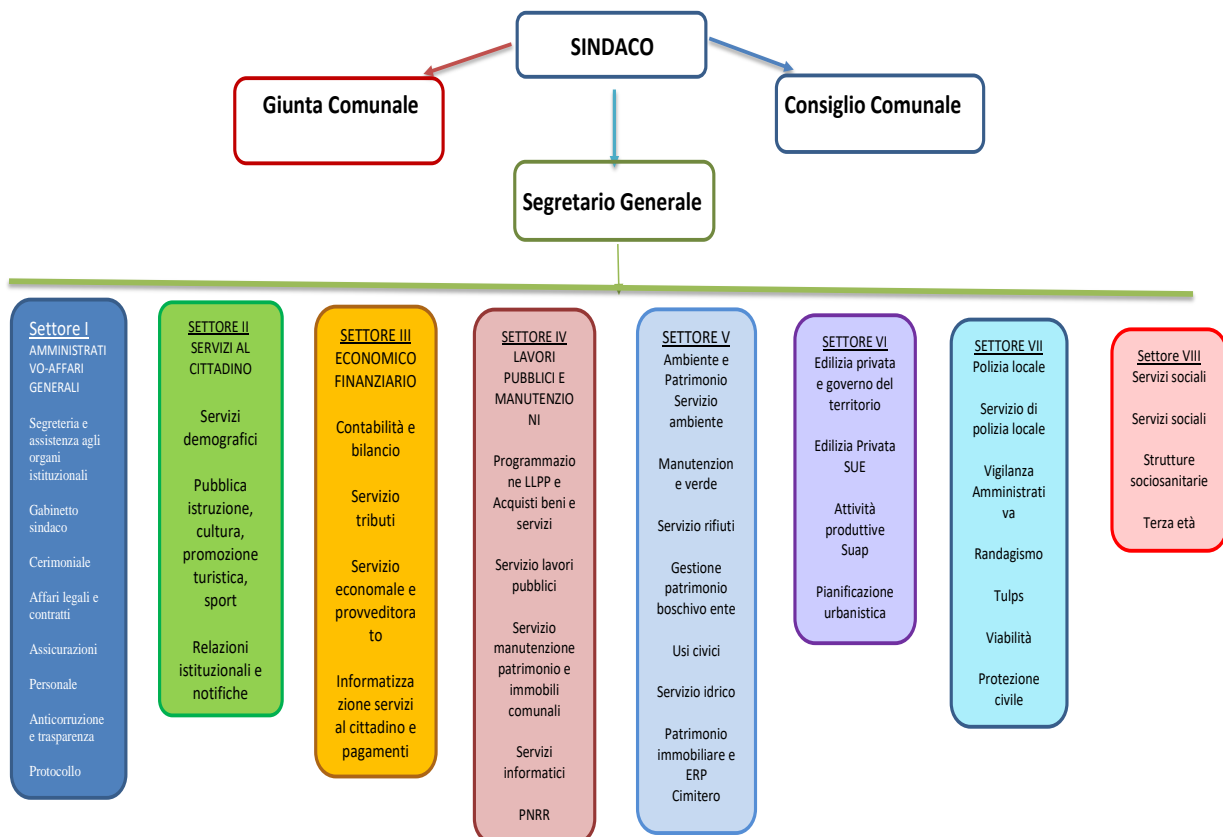 SINDACO
Giunta Comunale
Consiglio Comunale
Segretario Generale
Settore I
AMMINISTRATI
VO-AFFARI
GENERALI
Segreteria e
assistenza agli
organi
istituzionali
Gabinetto
sindaco
Cerimoniale
Affari legali e
contratti
Assicurazioni
Personale
Anticorruzione
e trasparenza
Protocollo
SETTORE II
SERVIZI AL
CITTADINO
Servizi
demografici
Pubblica
istruzione,
cultura,
promozione
turistica,
sport
Relazioni
istituzionali e
notifiche
SETTORE III
ECONOMICO
FINANZIARIO
Contabilità e
bilancio
Servizio
tributi
Servizio
economale e
provveditora
to
Informatizza
zione servizi
al cittadino e
pagamenti
SETTORE IV
LAVORI
PUBBLICI E
MANUTENZIO
NI
Programmazio
ne LLPP e
Acquisti beni e
servizi
Servizio lavori
pubblici
Servizio
manutenzione
patrimonio e
immobili
comunali
Servizi
informatici
PNRR
SETTORE V
Ambiente e
Patrimonio
Servizio
ambiente
Manutenzion
e verde
Servizio rifiuti
Gestione
patrimonio
boschivo ente
Usi civici
Servizio idrico
Patrimonio
immobiliare e
ERP
Cimitero
SETTORE VI
Edilizia privata
e governo del
territorio
Edilizia Privata
SUE
Attività
produttive
Suap
Pianificazione
urbanistica
SETTORE VII
Polizia locale
Servizio di
polizia locale
Vigilanza
Amministrati
va
Randagismo
Tulps
Viabilità
Protezione
civile
Settore VIII
Servizi sociali
Servizi sociali
Strutture
sociosanitarie
Terza età